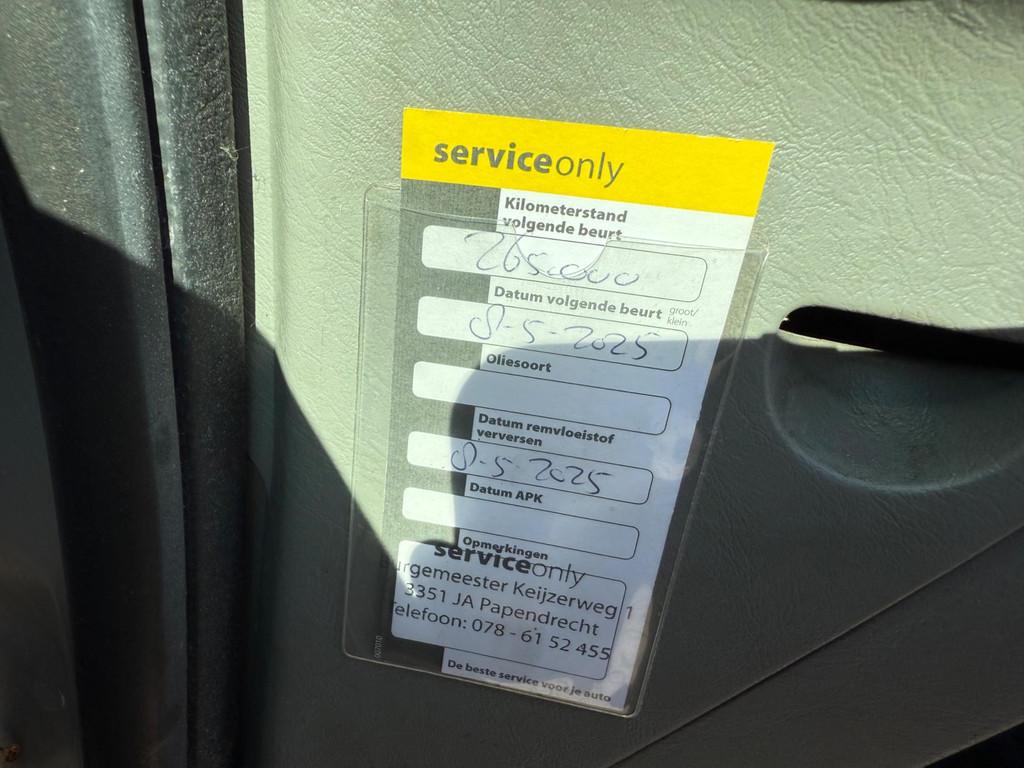 serviceonly
Kilometerstand
volgende beurt
265.000
Datum volgende beurt groot/
klein
8-5-2025
Oliesoort
Datum remvloeistof
verversen
8-5-2025
Datum APK
Opmerkingen
serviceonly
Burgemeester Keijzerweg 1
3351 JA Papendrecht
Telefoon: 078 - 61 52 455
De beste service voor je auto